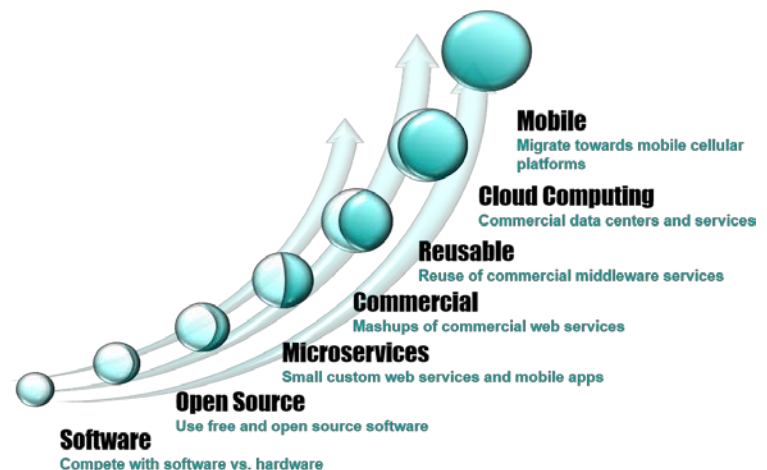 Mobile
Migrate towards mobile cellular
platforms
Cloud Computing
Commercial data centers and services
Reusable
Reuse of commercial middleware services
Commercial
Mashups of commercial web services
Microservices
Small custom web services and mobile apps
Open Source
Use free and open source software
Software
Compete with software vs. hardware